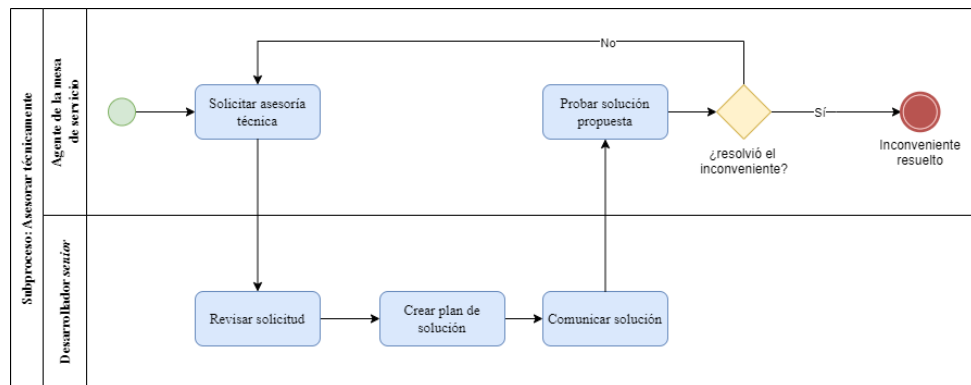 Subproceso: Asesorar técnicamente
Agente de la mesa
de servicio
No
Solicitar asesoría
técnica
Probar solución
propuesta
Sí
¿resolvió el
inconveniente?
Inconveniente
resuelto
Desarrollador senior
Revisar solicitud
Crear plan de
solución
Comunicar solución